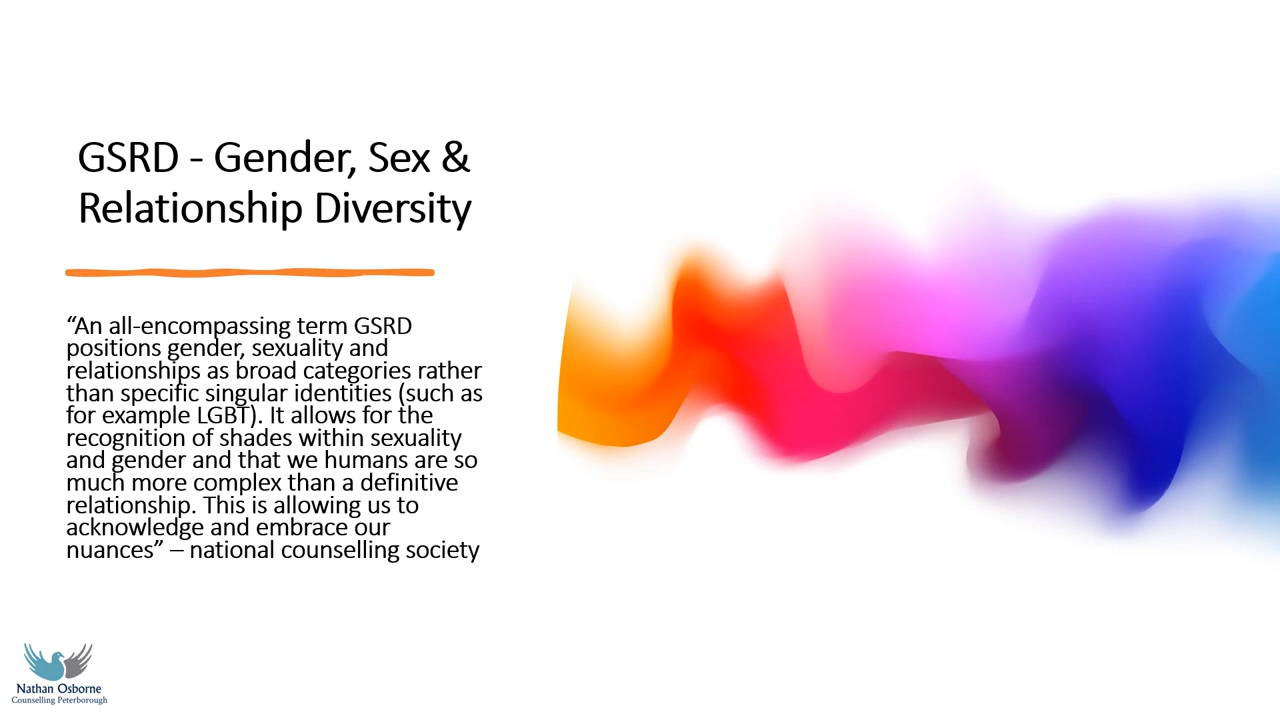 GSRD - Gender, Sex &
Relationship Diversity
“An all-encompassing term GSRD
positions gender, sexuality and
relationships as broad categories rather
than specific singular identities (such as
for example LGBT). It allows for the
recognition of shades within sexuality
and gender and that we humans are so
much more complex than a definitive
relationship. This is allowing us to
acknowledge and embrace our
nuances” – national counselling society
Nathan Osborne
Counselling Peterborough